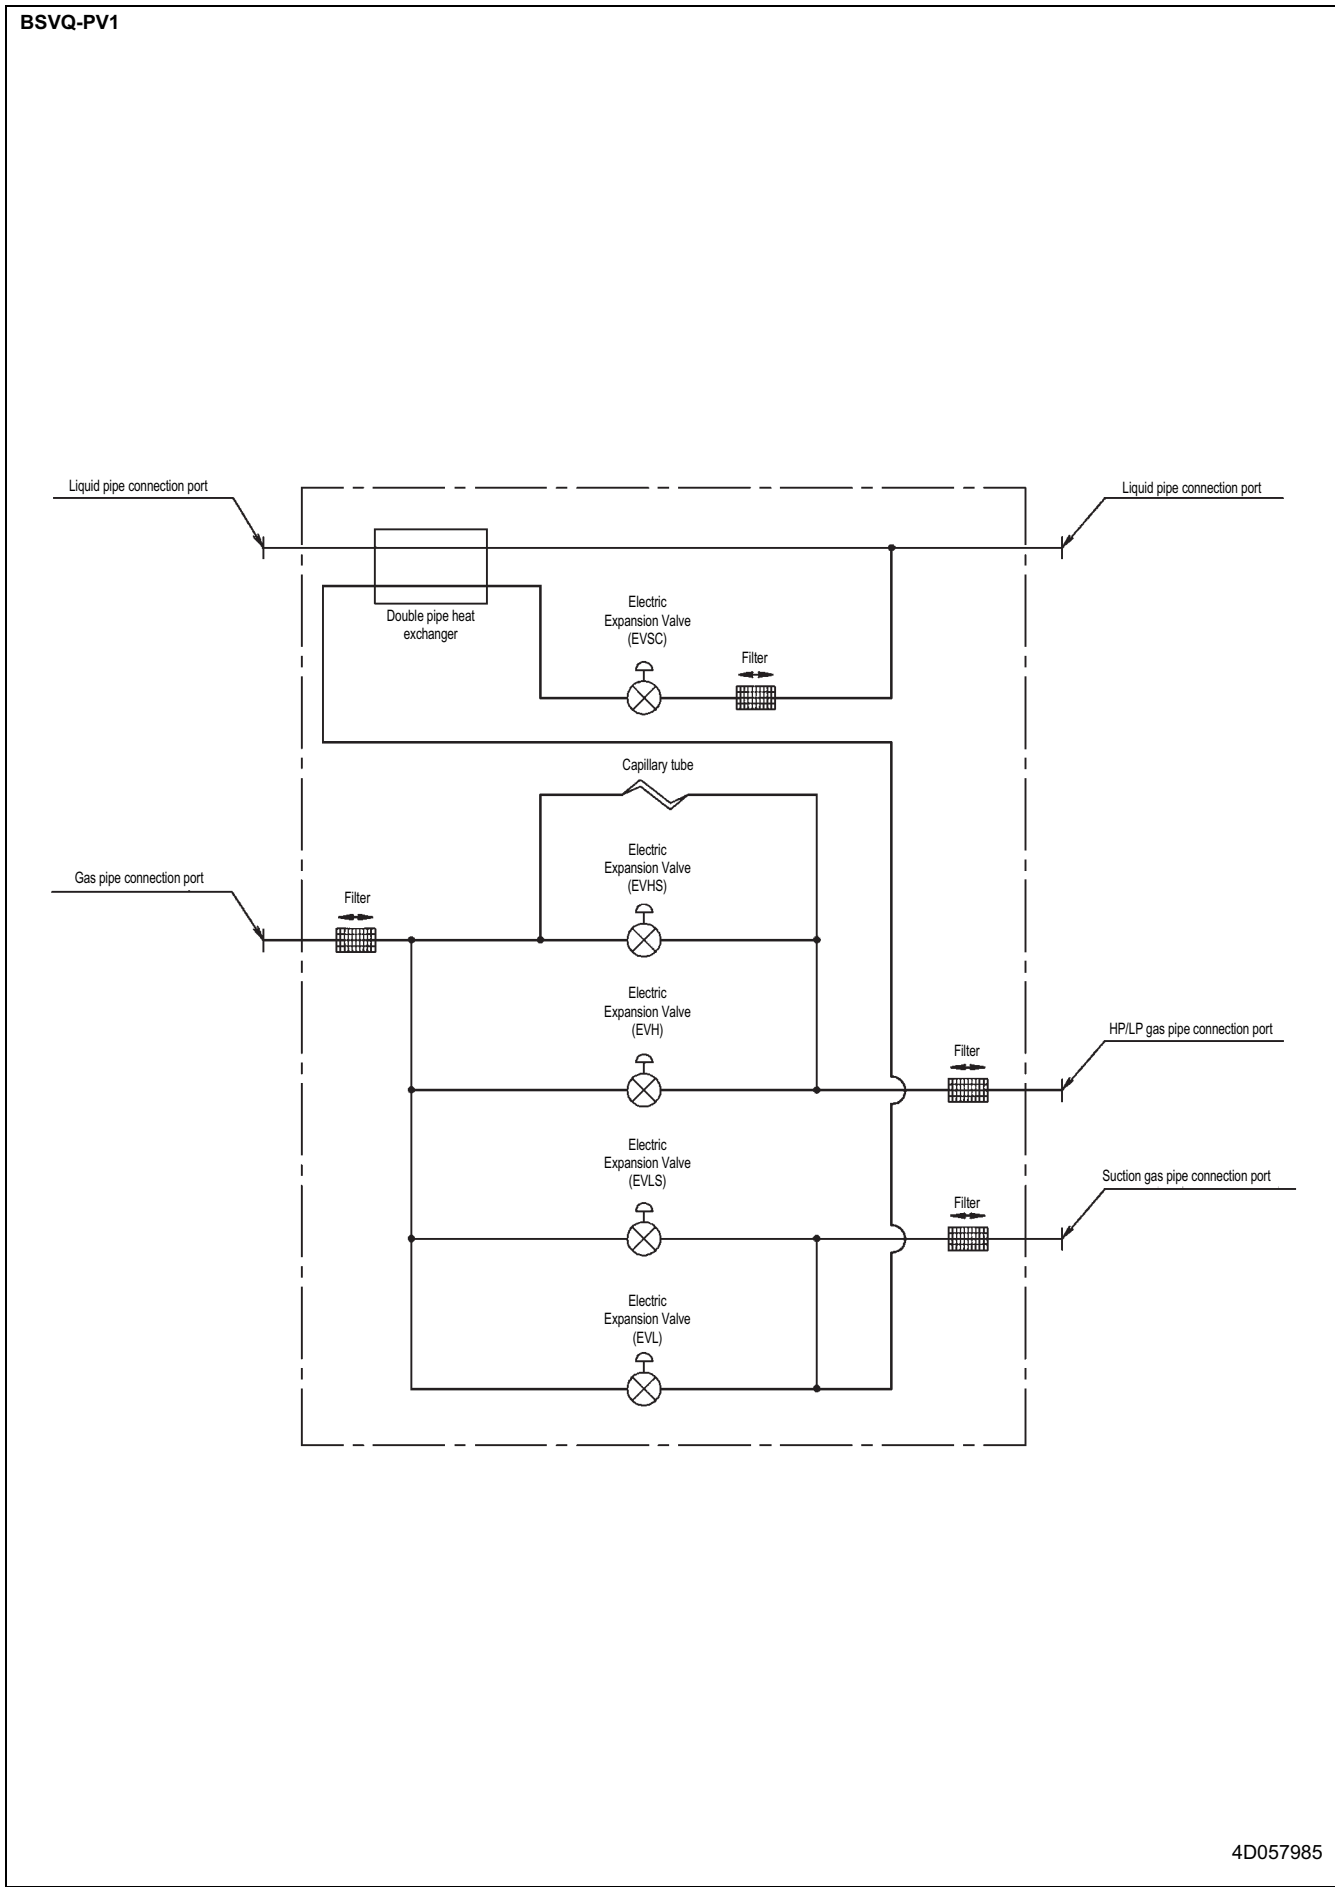 BSVQ-PV1
Liquid pipe connection port
Liquid pipe connection port
Double pipe heat
exchanger
Electric
Expansion Valve
(EVSC)
Filter
Capillary tube
Electric
Expansion Valve
(EVHS)
Gas pipe connection port
Filter
Electric
Expansion Valve
(EVH)
HP/LP gas pipe connection port
Filter
Electric
Expansion Valve
(EVLS)
Suction gas pipe connection port
Filter
Electric
Expansion Valve
(EVL)
4D057985